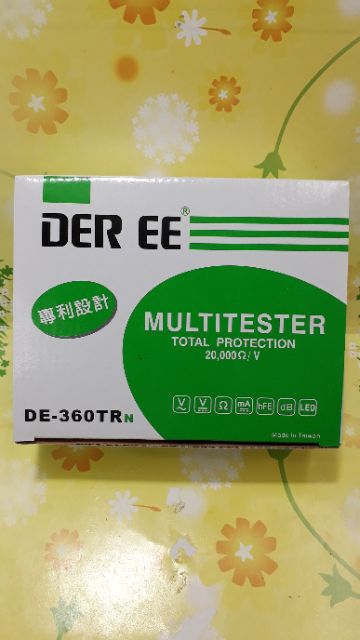 DER EE®
專利設計
MULTITESTER
TOTAL PROTECTION
20,000Ω/V
DE-360TRN
V V Ω mA hFE dB LED
Made in Taiwan